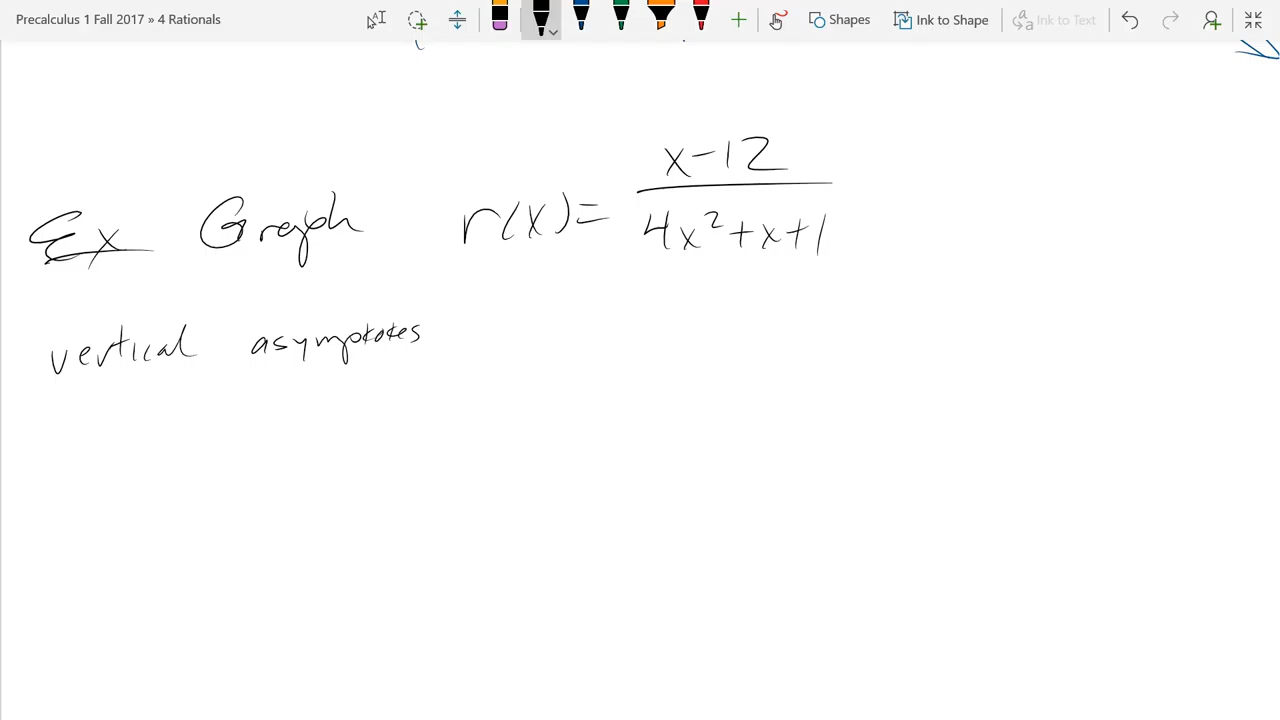 Precalculus 1 Fall 2017 » 4 Rationals
Shapes
Ink to Shape
Ink to Text
Ex Graph r(x) = (x-12)/(4x²+x+1)
vertical asymptotes